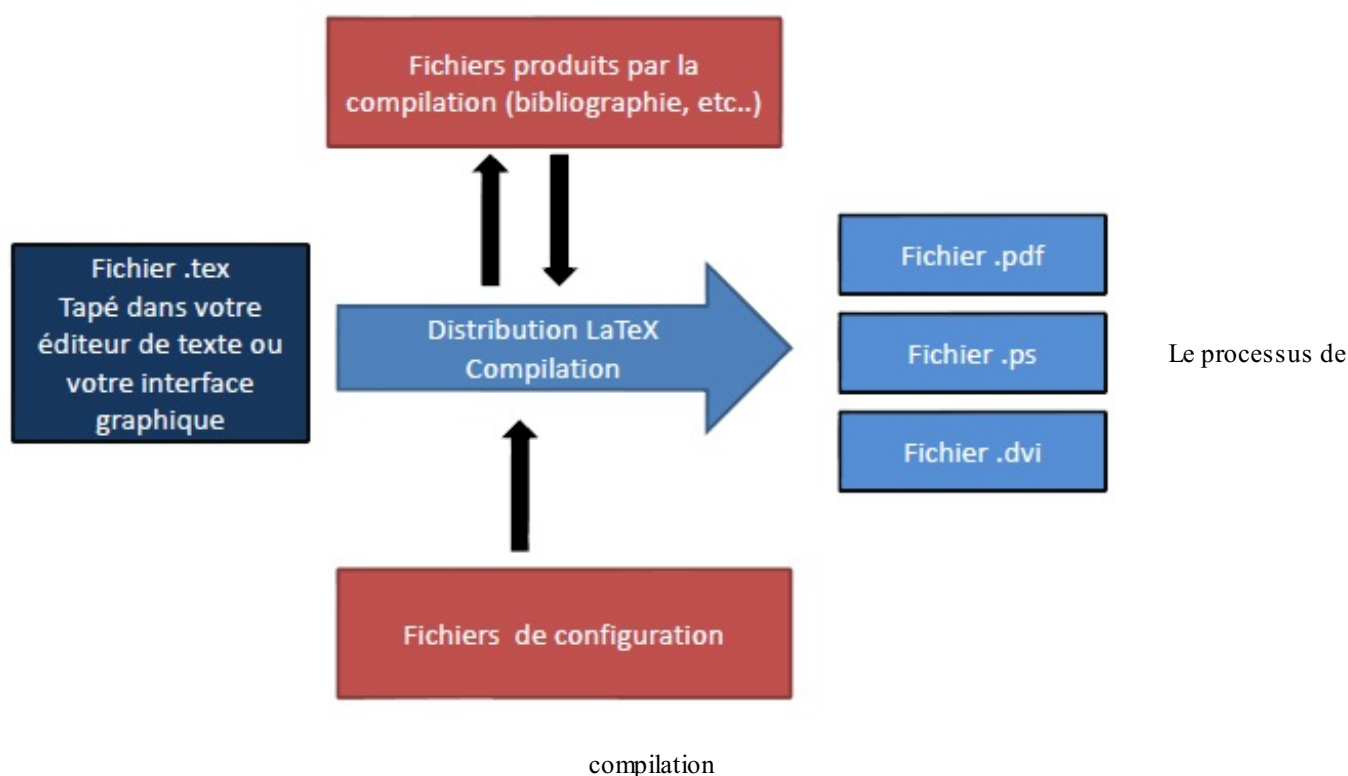 Fichiers produits par la
compilation (bibliographie, etc..)
Fichier .tex
Tapé dans votre
éditeur de texte ou
votre interface
graphique
Distribution LaTeX
Compilation
Fichier .pdf
Fichier .ps
Fichier .dvi
Fichiers de configuration
Le processus de
compilation